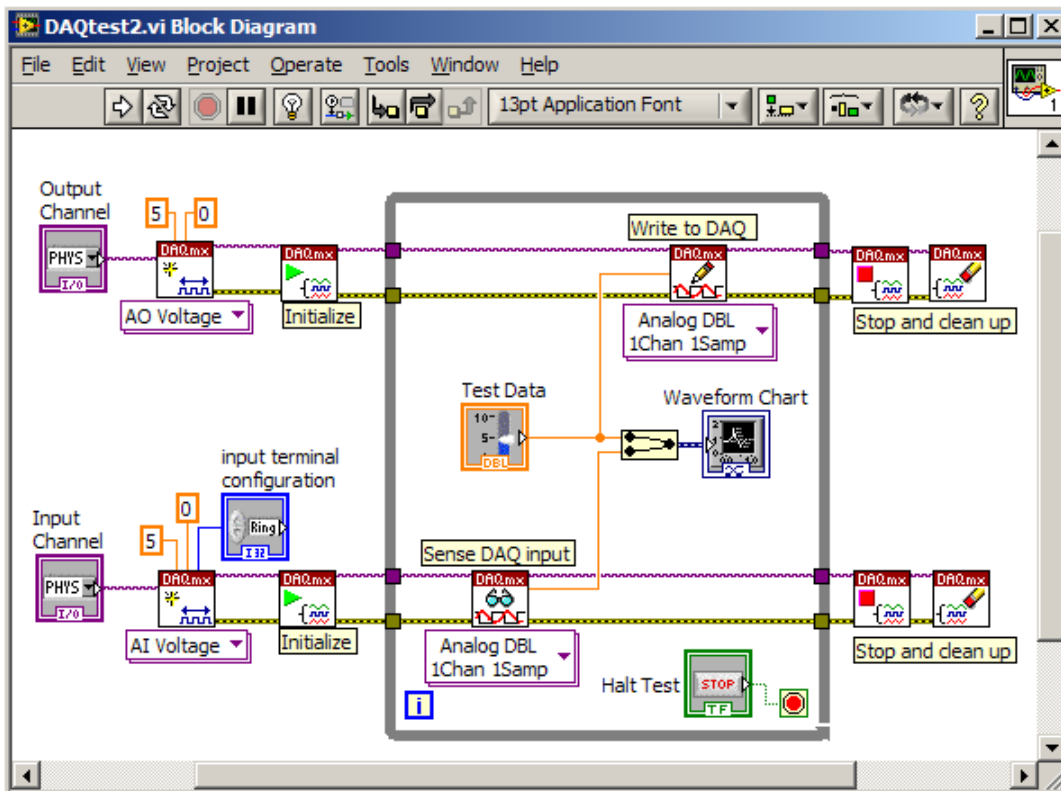 DAQtest2.vi Block Diagram
File Edit View Project Operate Tools Window Help
13pt Application Font
1
Output
Channel
5
0
PHYS
I/O
DAQmx
DAQmx
AO Voltage
Initialize
Write to DAQ
DAQmx
Analog DBL
1Chan 1Samp
DAQmx
DAQmx
Stop and clean up
Test Data
10-
5-
DBL
Waveform Chart
input terminal
configuration
Ring
I32
0
5
Input
Channel
PHYS
I/O
DAQmx
DAQmx
AI Voltage
Initialize
Sense DAQ input
DAQmx
Analog DBL
1Chan 1Samp
DAQmx
DAQmx
Stop and clean up
Halt Test
STOP
TF
i